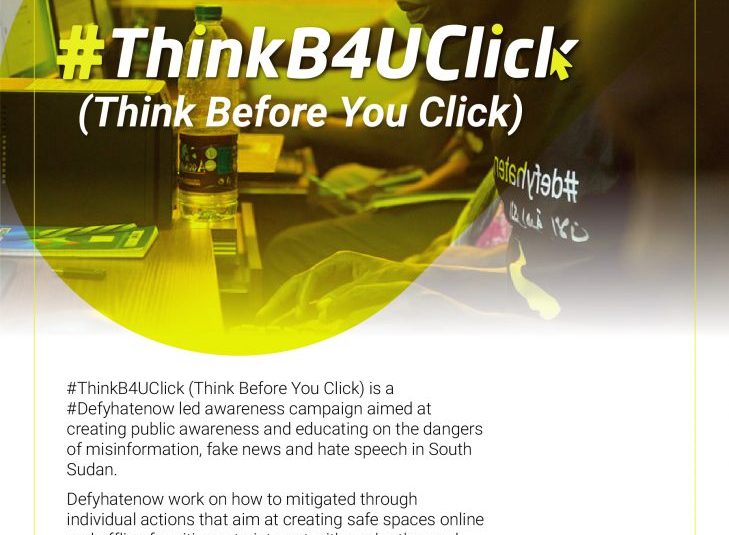 #ThinkB4UClick
(Think Before You Click)
#defyhaten
#ThinkB4UClick (Think Before You Click) is a
#Defyhatenow led awareness campaign aimed at
creating public awareness and educating on the dangers
of misinformation, fake news and hate speech in South
Sudan.
Defyhatenow work on how to mitigated through
individual actions that aim at creating safe spaces online